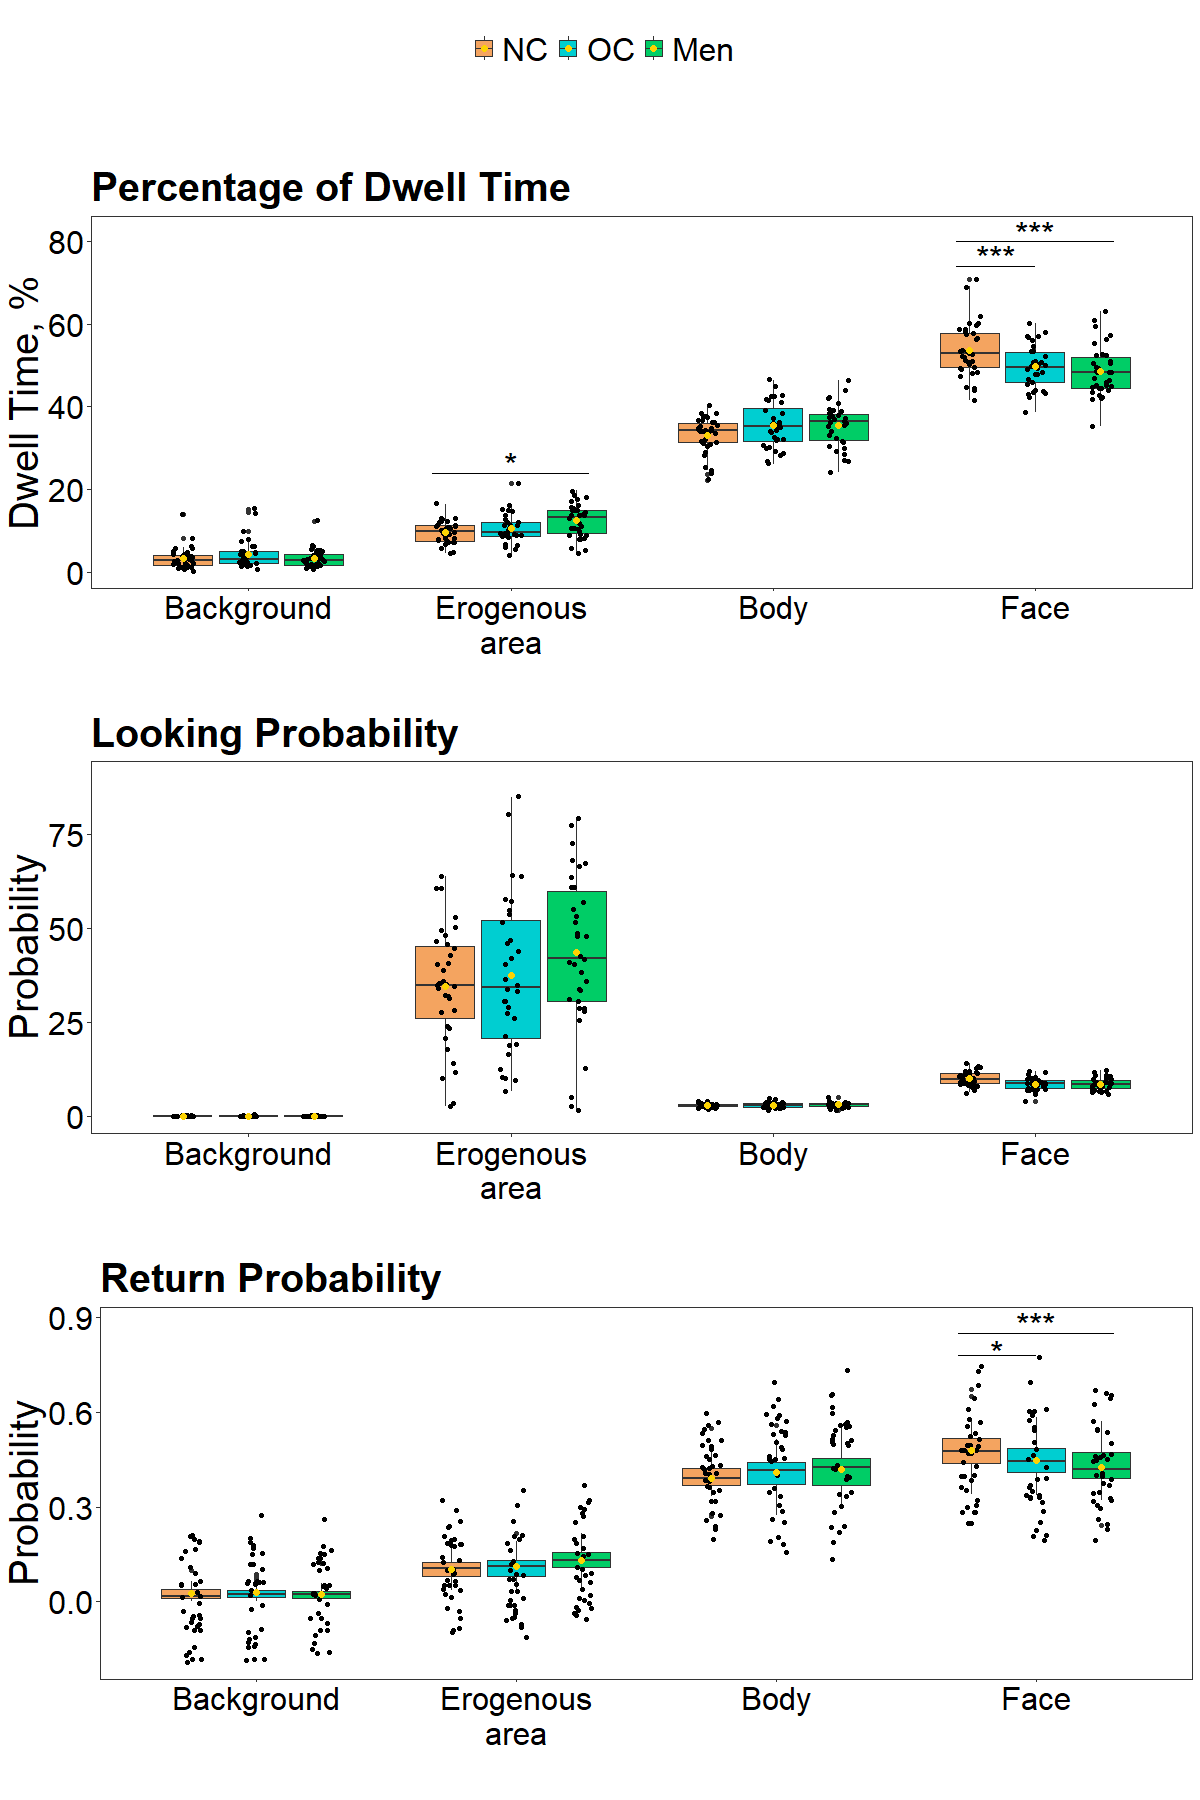 NC OC Men
Percentage of Dwell Time
Dwell Time, %
80
60
40
20
0
***
***
*
Background
Erogenous
area
Body
Face
Looking Probability
Probability
75
50
25
0
Background
Erogenous
area
Body
Face
Return Probability
Probability
0.9
0.6
0.3
0.0
***
*
Background
Erogenous
area
Body
Face